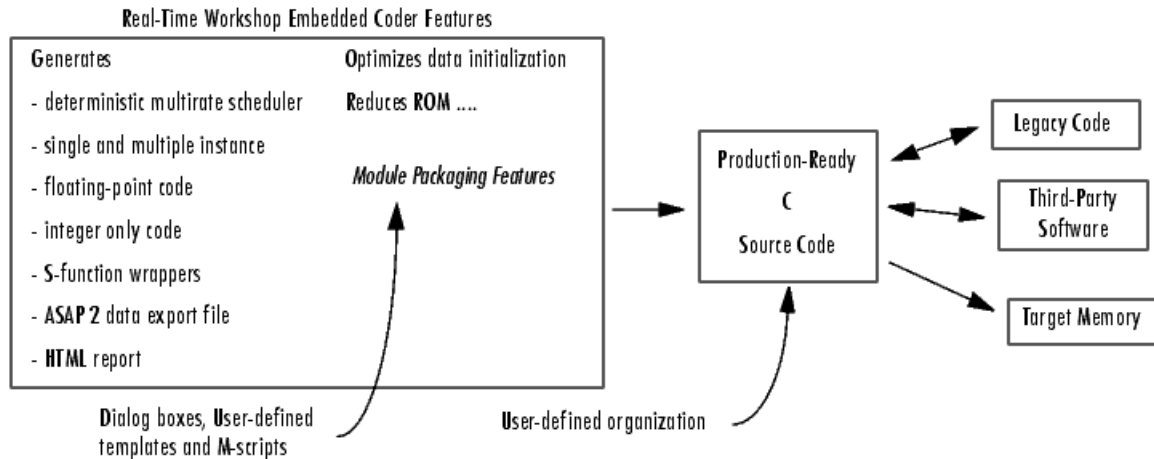 Real-Time Workshop Embedded Coder Features
Generates
- deterministic multirate scheduler
- single and multiple instance
- floating-point code
- integer only code
- S-function wrappers
- ASAP 2 data export file
- HTML report
Optimizes data initialization
Reduces ROM ....
Module Packaging Features
Dialog boxes, User-defined
templates and M-scripts
Production-Ready
C
Source Code
User-defined organization
Legacy Code
Third-Party
Software
Target Memory